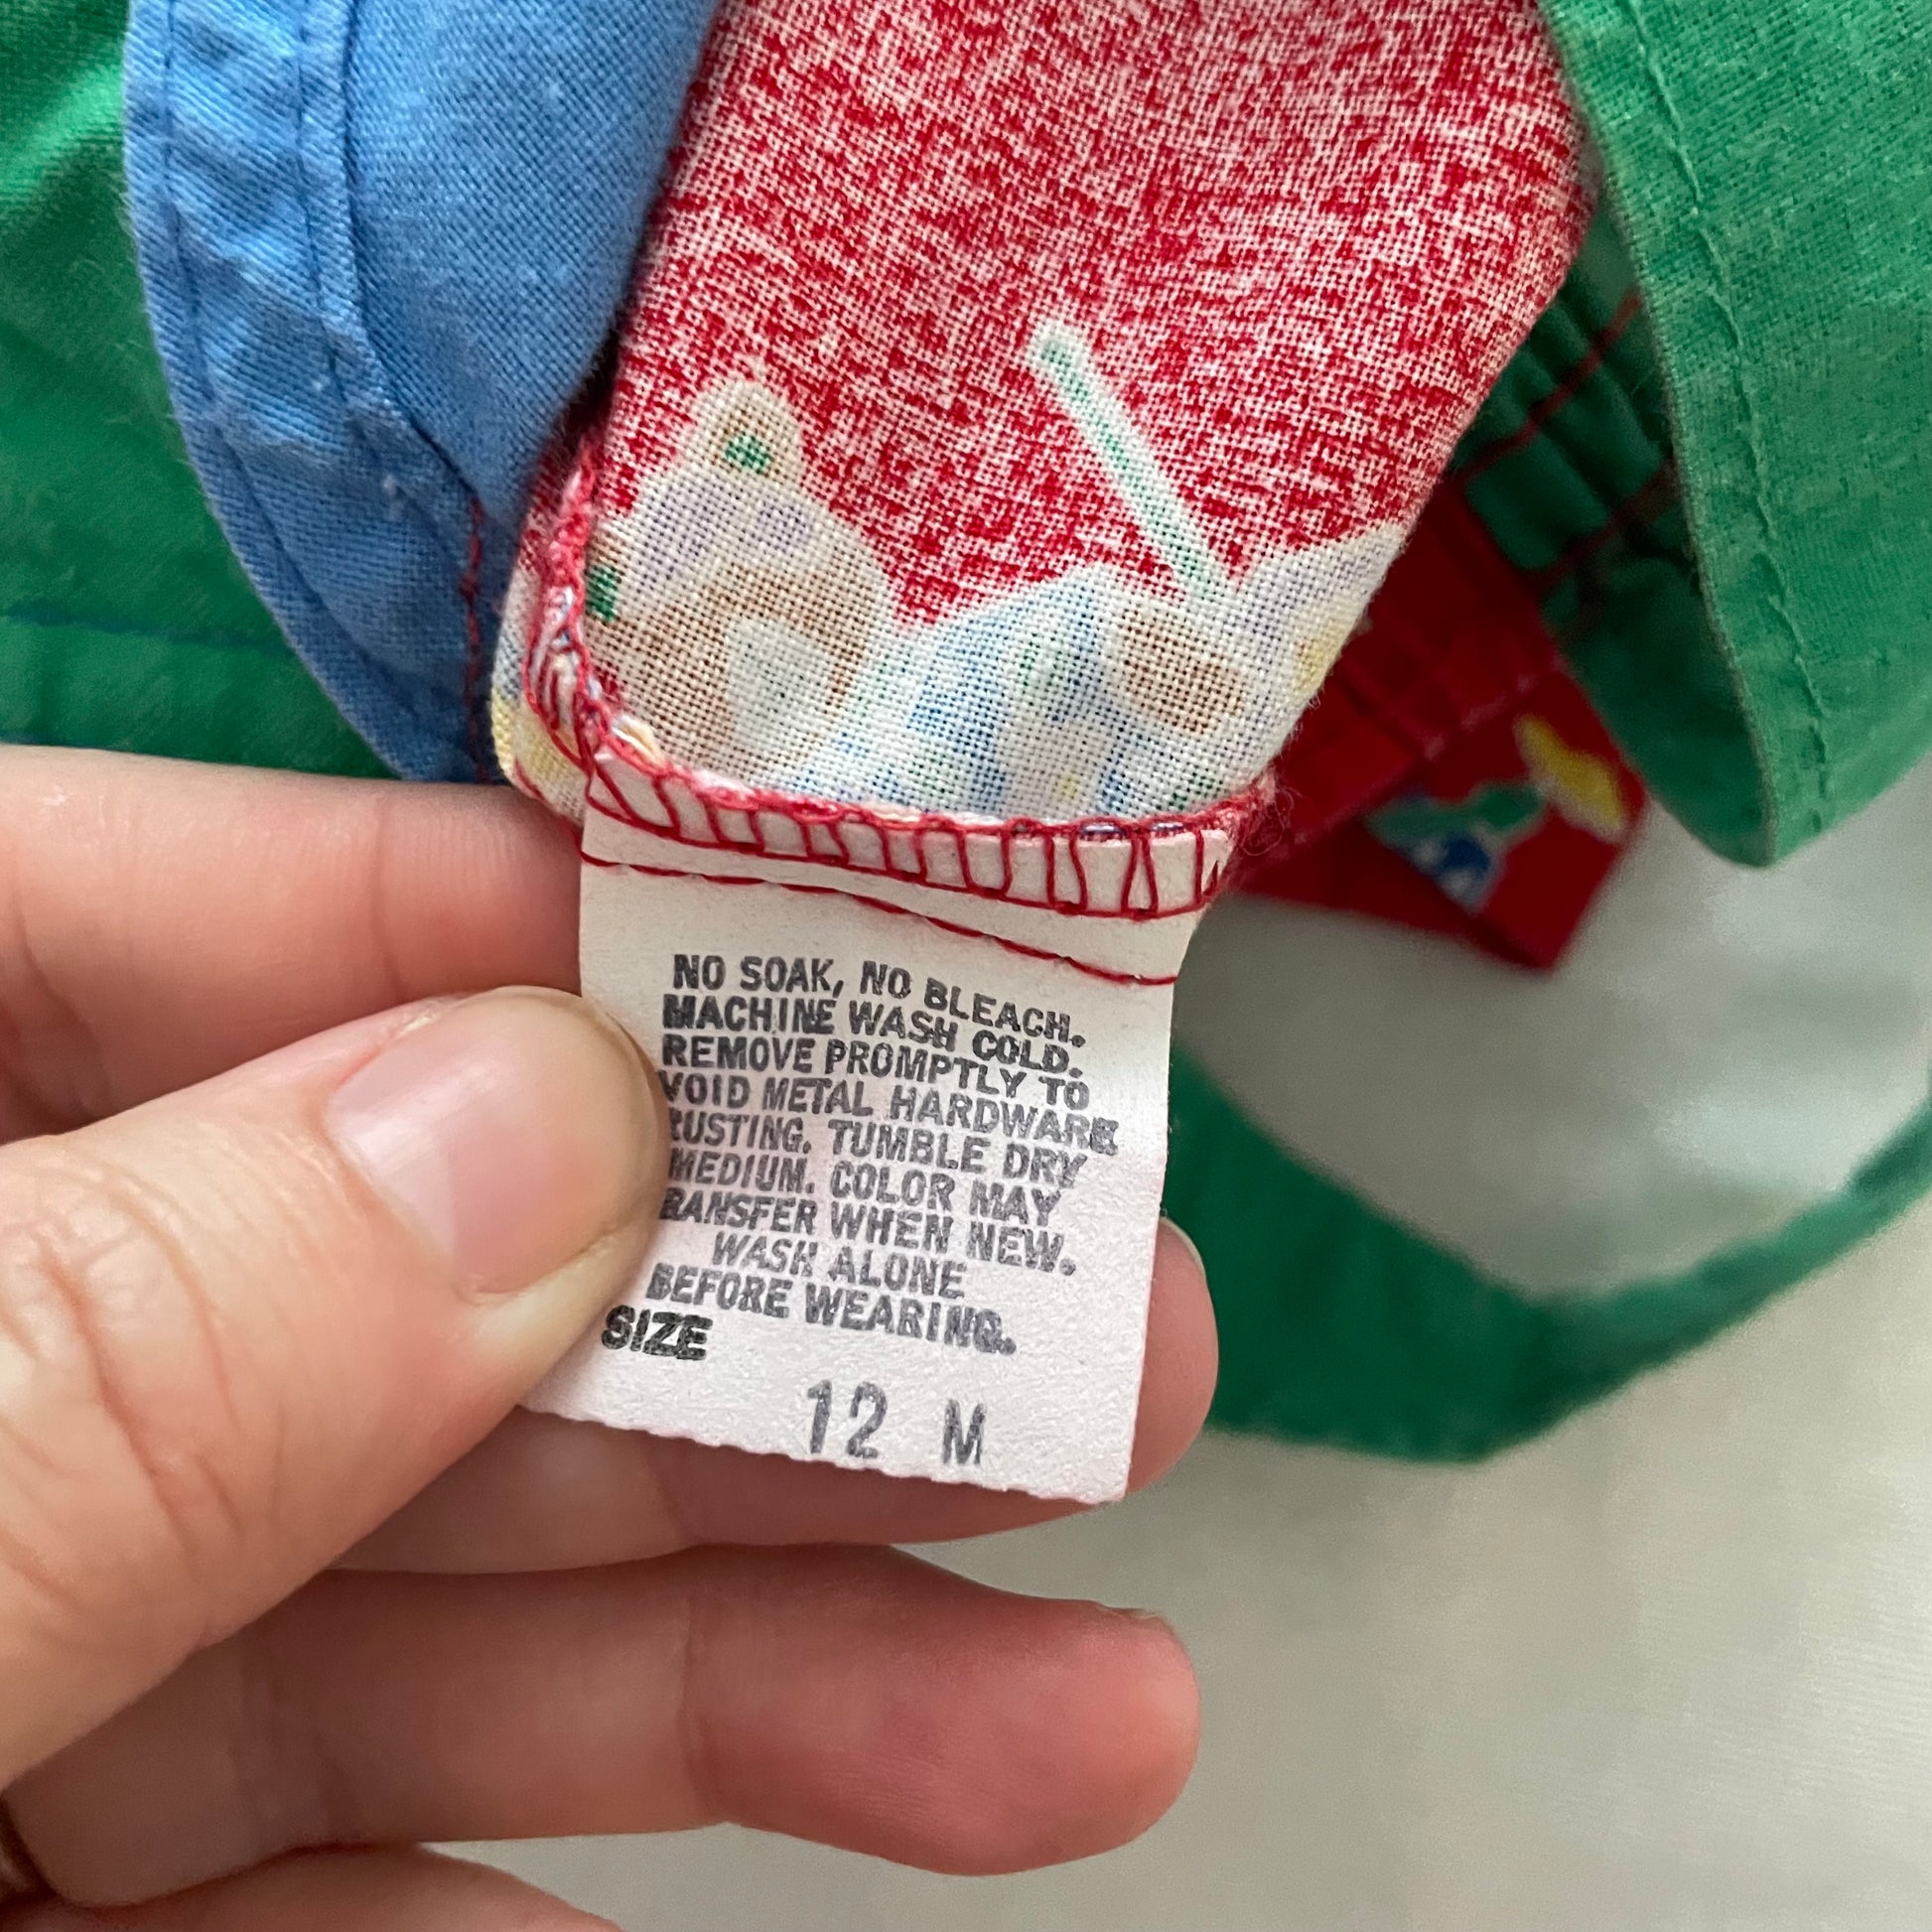 NO SOAK, NO BLEACH.
MACHINE WASH COLD.
REMOVE PROMPTLY TO
VOID METAL HARDWARE
RUSTING. TUMBLE DRY
MEDIUM. COLOR MAY
RANSFER WHEN NEW.
WASH ALONE
BEFORE WEARING.
SIZE
12 M